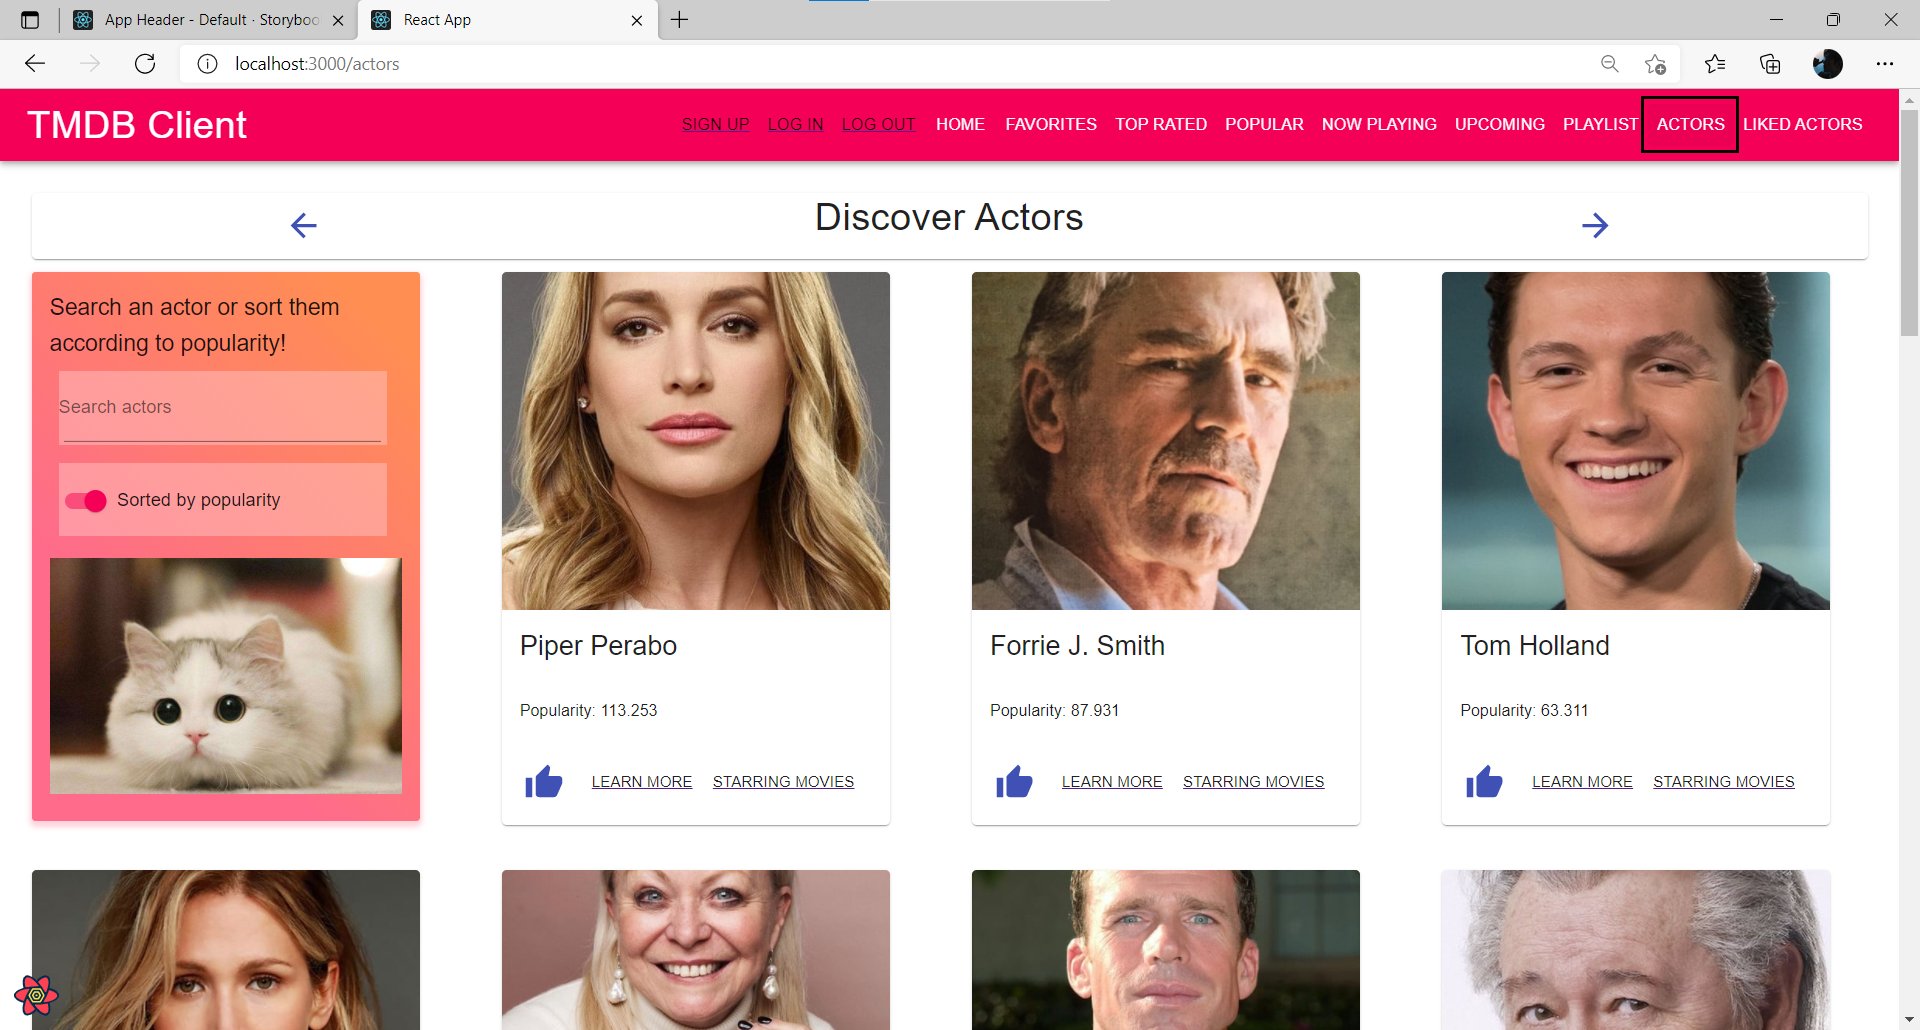 App Header - Default · Storyboo
React App
localhost:3000/actors
TMDB Client
SIGN UP LOG IN LOG OUT HOME FAVORITES TOP RATED POPULAR NOW PLAYING UPCOMING PLAYLIST ACTORS LIKED ACTORS
Discover Actors
Search an actor or sort them
according to popularity!
Search actors
Sorted by popularity
Piper Perabo
Popularity: 113.253
LEARN MORE STARRING MOVIES
Forrie J. Smith
Popularity: 87.931
LEARN MORE STARRING MOVIES
Tom Holland
Popularity: 63.311
LEARN MORE STARRING MOVIES